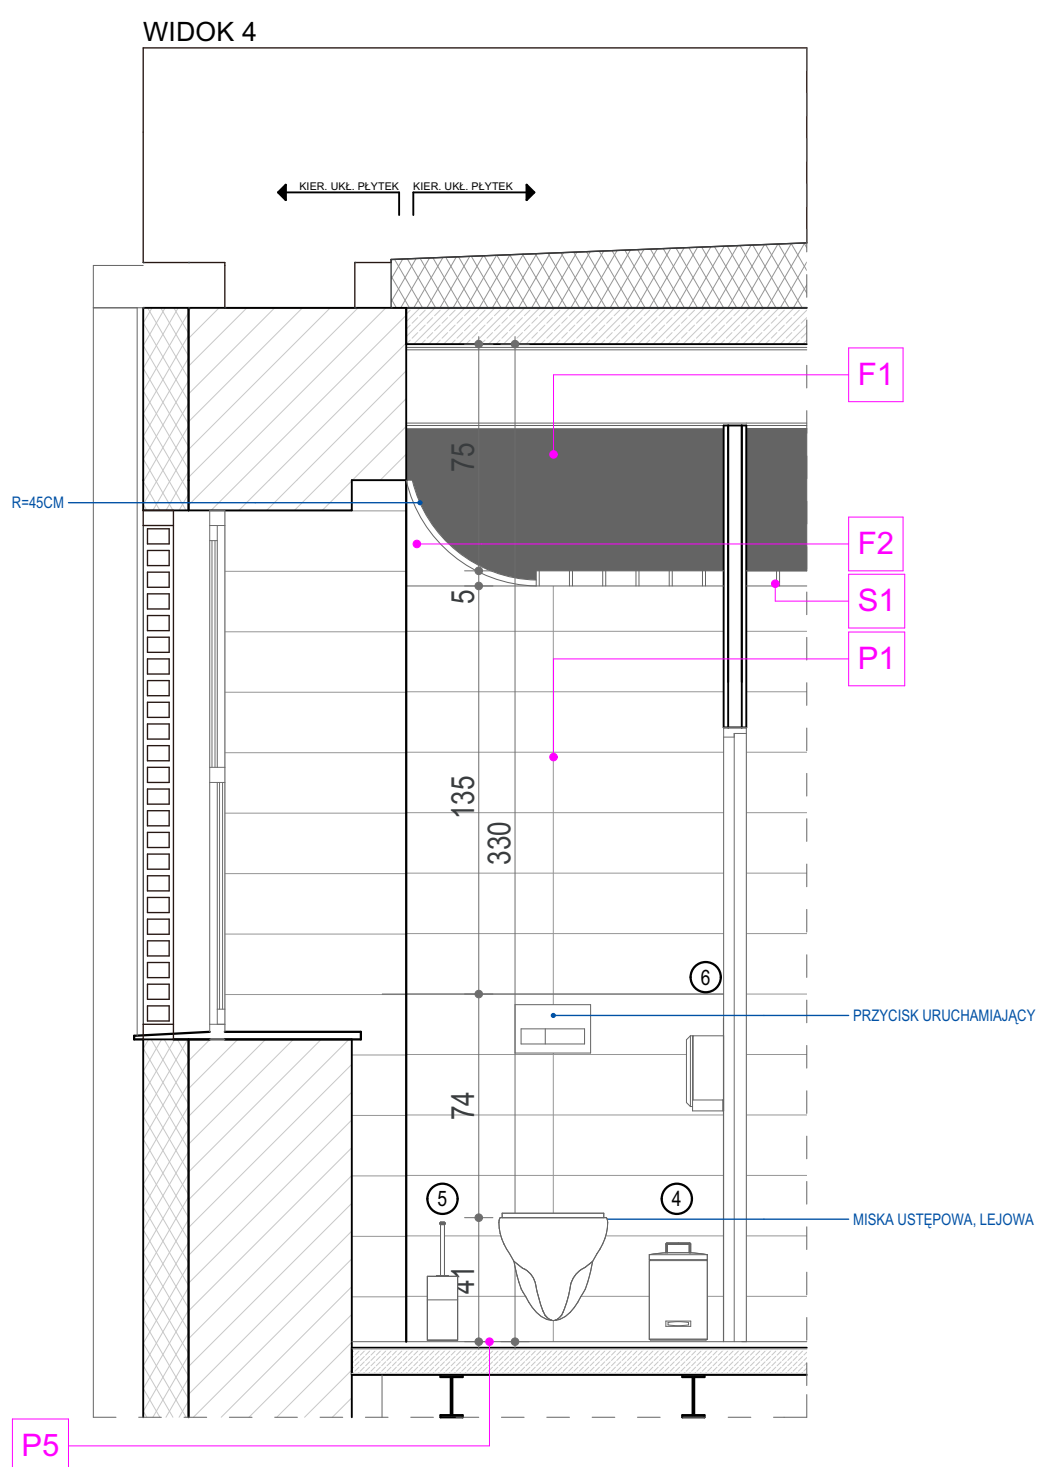 WIDOK 4
KIER. UKŁ. PŁYTEK KIER. UKŁ. PŁYTEK
F1
75
R=45CM
F2
5
S1
P1
135
330
6
PRZYCISK URUCHAMIAJĄCY
74
5
4
MISKA USTĘPOWA, LEJOWA
41
P5